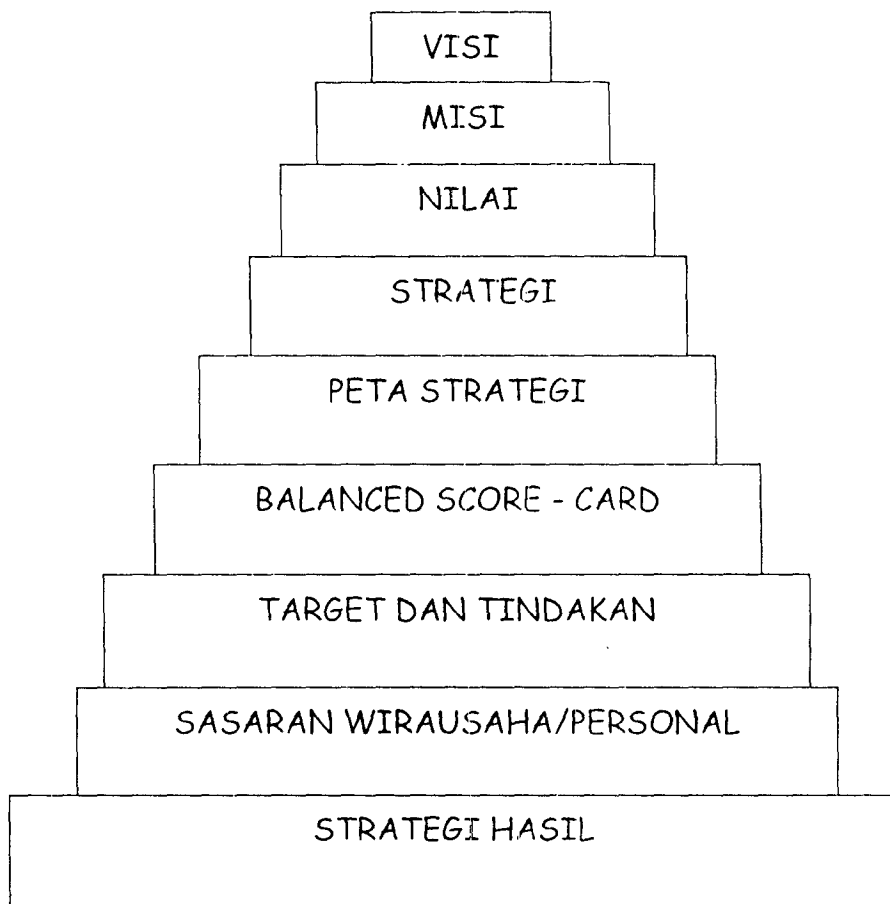 VISI
MISI
NILAI
STRATEGI
PETA STRATEGI
BALANCED SCORE - CARD
TARGET DAN TINDAKAN
SASARAN WIRAUSAHA/PERSONAL
STRATEGI HASIL